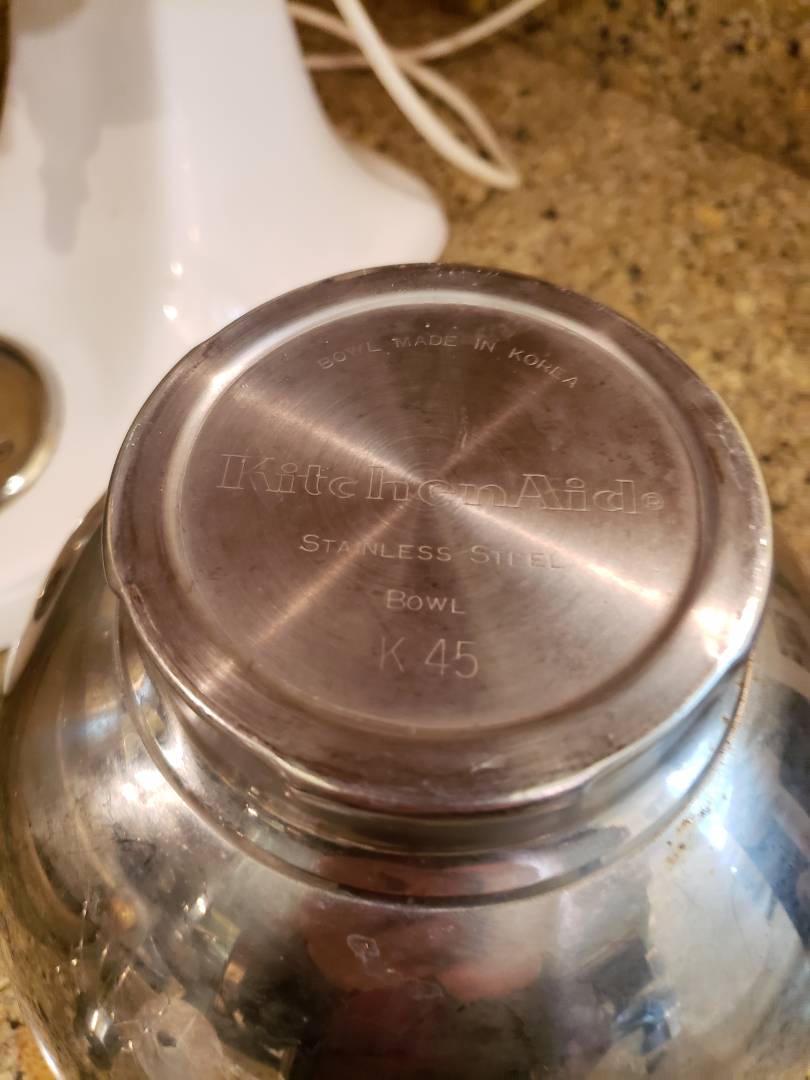 BOWL MADE IN KOREA
KitchenAid®
STAINLESS STEEL
BOWL
K 45